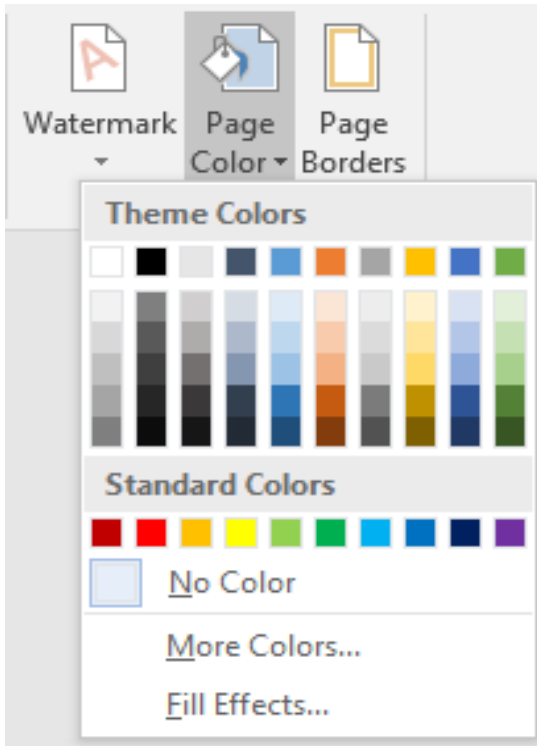 Watermark
Page
Color
Page
Borders
Theme Colors
Standard Colors
No Color
More Colors...
Fill Effects...